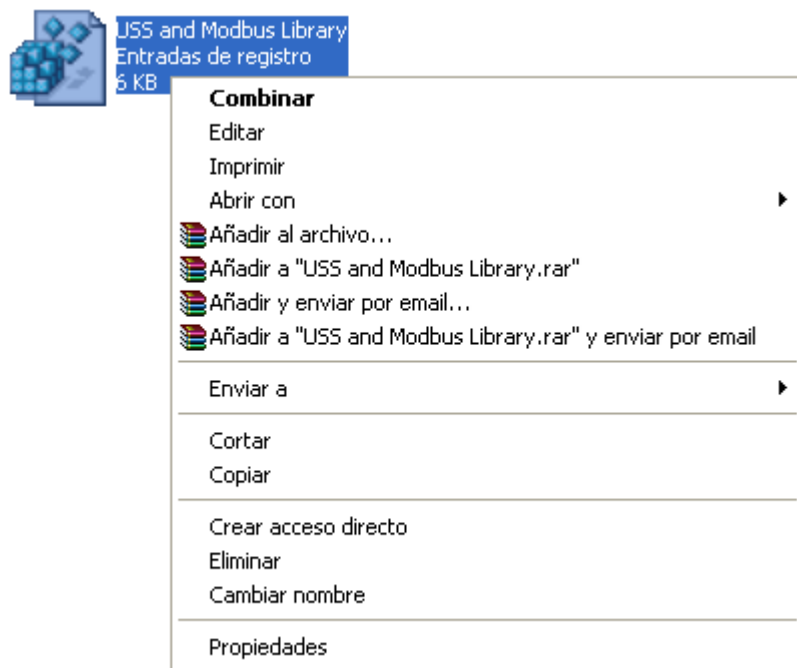 USS and Modbus Library
Entradas de registro
6 KB
Combinar
Editar
Imprimir
Abrir con
Añadir al archivo...
Añadir a "USS and Modbus Library.rar"
Añadir y enviar por email...
Añadir a "USS and Modbus Library.rar" y enviar por email
Enviar a
Cortar
Copiar
Crear acceso directo
Eliminar
Cambiar nombre
Propiedades